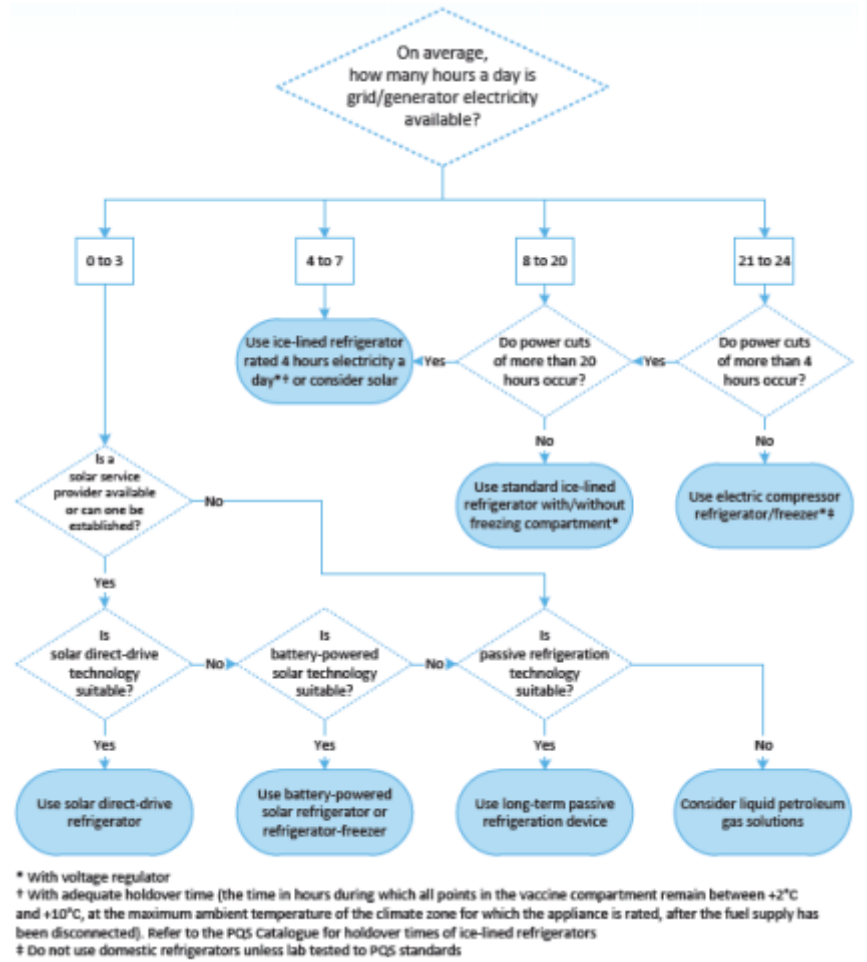 On average,
how many hours a day is
grid/generator electricity
available?
0 to 3
4 to 7
8 to 20
21 to 24
Use ice-lined refrigerator
rated 4 hours electricity a
day*† or consider solar
Yes
Do power cuts
of more than 20
hours occur?
Yes
Do power cuts
of more than 4
hours occur?
No
No
Use standard ice-lined
refrigerator with/without
freezing compartment*
Use electric compressor
refrigerator/freezer*‡
Is a
solar service
provider available
or can one be
established?
No
Yes
Is
solar direct-drive
technology
suitable?
No
Is
battery-powered
solar technology
suitable?
No
Is
passive refrigeration
technology
suitable?
Yes
Yes
Yes
No
Use solar direct-drive
refrigerator
Use battery-powered
solar refrigerator or
refrigerator-freezer
Use long-term passive
refrigeration device
Consider liquid petroleum
gas solutions
* With voltage regulator
† With adequate holdover time (the time in hours during which all points in the vaccine compartment remain between +2°C
and +10°C, at the maximum ambient temperature of the climate zone for which the appliance is rated, after the fuel supply has
been disconnected). Refer to the PQS Catalogue for holdover times of ice-lined refrigerators
‡ Do not use domestic refrigerators unless lab tested to PQS standards